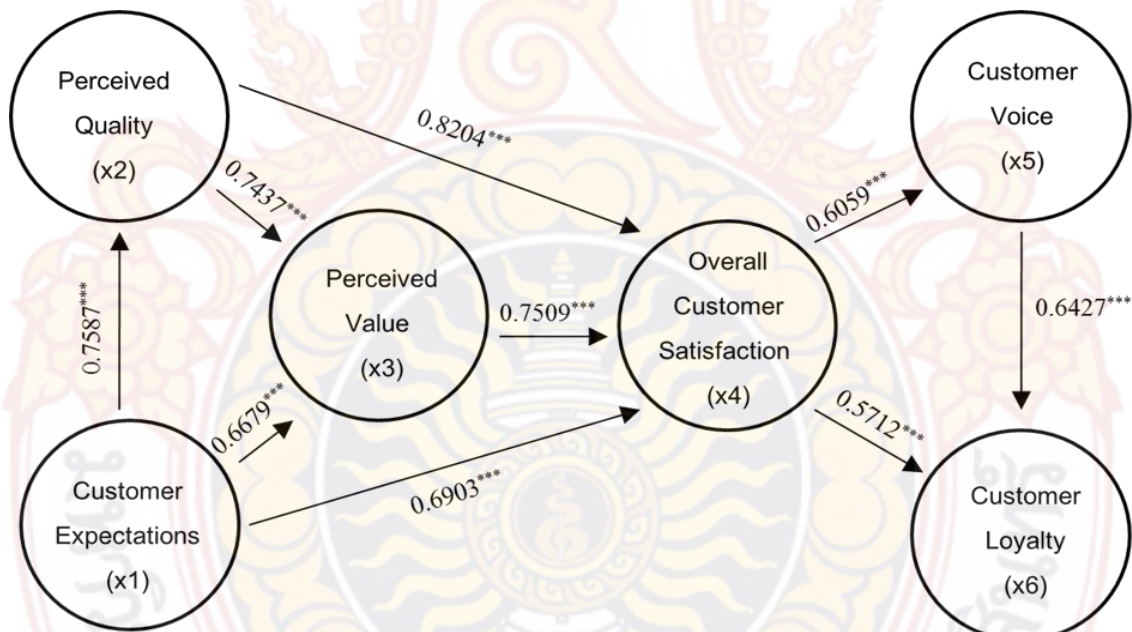 Perceived
Quality
(x2)
0.8204***
Customer
Voice
(x5)
0.7437***
0.6059***
Perceived
Value
(x3)
0.7509***
Overall
Customer
Satisfaction
(x4)
0.7587***
0.6427***
0.6679***
0.5712***
0.6903***
Customer
Expectations
(x1)
Customer
Loyalty
(x6)